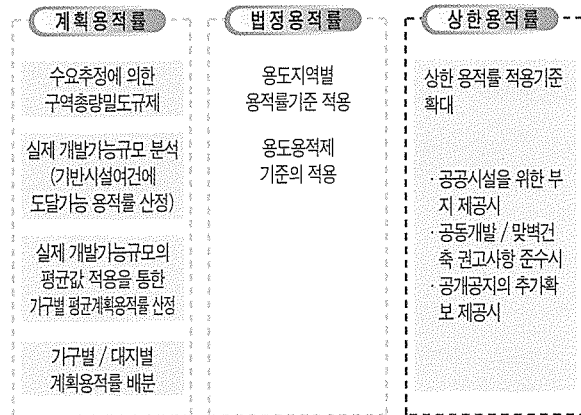 계획용적률
수요추정에 의한
구역총량밀도규제
실제 개발가능규모 분석
(기반시설여건에
도달가능 용적률 산정)
실제 개발가능규모의
평균값 적용을 통한
가구별 평균계획용적률 산정
가구별 / 대지별
계획용적률 배분
법정용적률
용도지역별
용적률기준 적용
용도용적제
기준의 적용
상한용적률
상한 용적률 적용기준
확대
· 공공시설을 위한 부
지 제공시
· 공동개발 / 맞벽건
축 권고사항 준수시
· 공개공지의 추가확
보 제공시